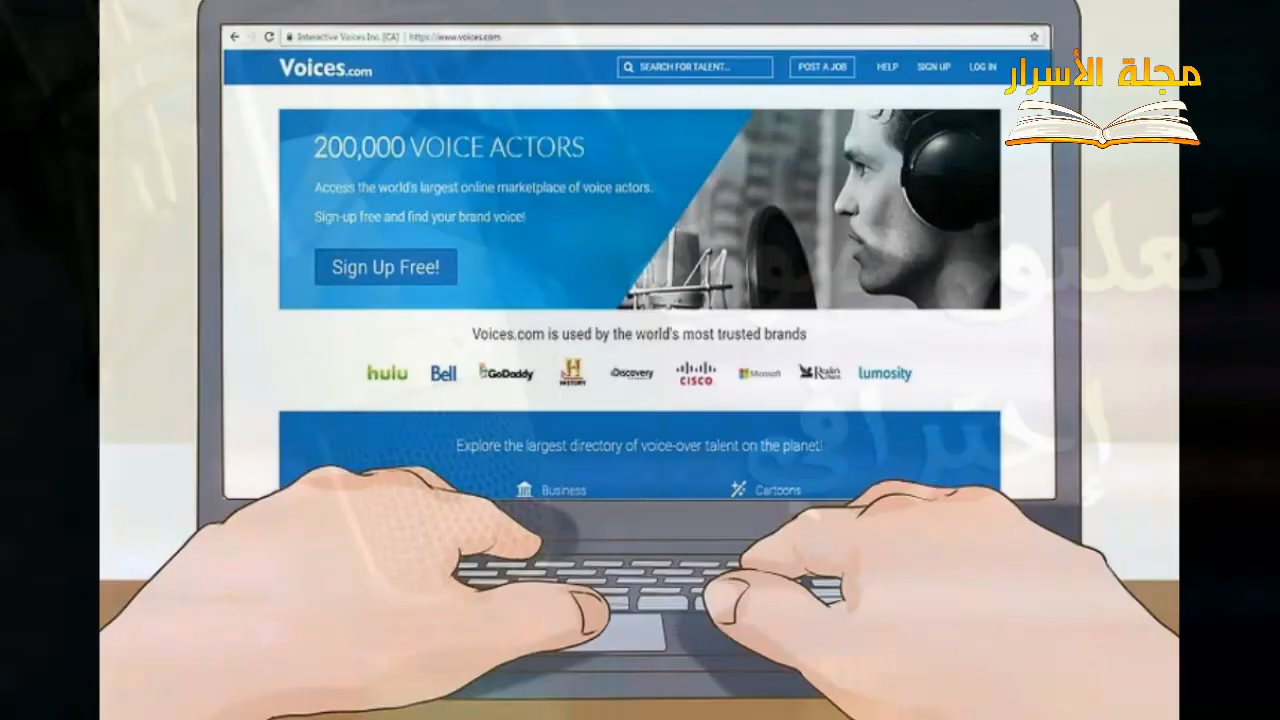 Interactive Voices Inc. [CA] | https://www.voices.com
Voices.com
SEARCH FOR TALENT...
POST A JOB
HELP
SIGN UP
LOG IN
مجلة الأسرار
200,000 VOICE ACTORS
Access the world's largest online marketplace of voice actors.
Sign-up free and find your brand voice!
Sign Up Free!
تعليق
إحترافي
Voices.com is used by the world's most trusted brands
hulu
Bell
GoDaddy
H
HISTORY
Discovery
CISCO
Microsoft
Reader's
lumosity
Explore the largest directory of voice-over talent on the planet!
Business
Cartoons